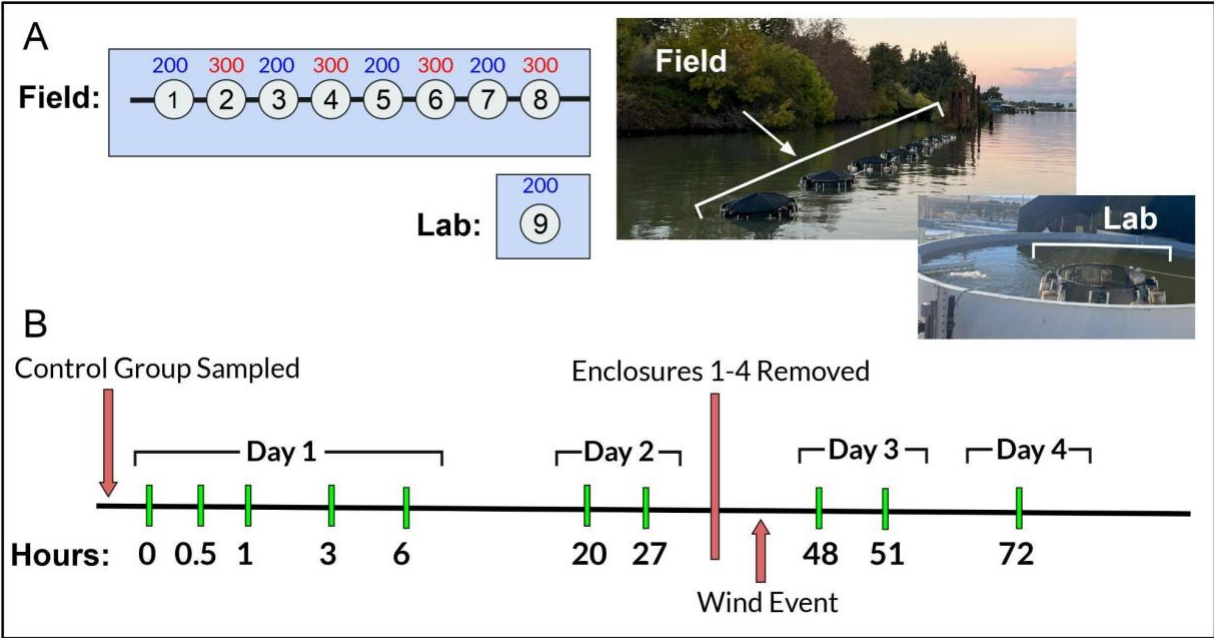 A
200 300 200 300 200 300 200 300
Field: 1 2 3 4 5 6 7 8
200
Lab: 9
Field
Lab
B
Control Group Sampled
Enclosures 1-4 Removed
Day 1 Day 2 Day 3 Day 4
Hours: 0 0.5 1 3 6 20 27 48 51 72
Wind Event